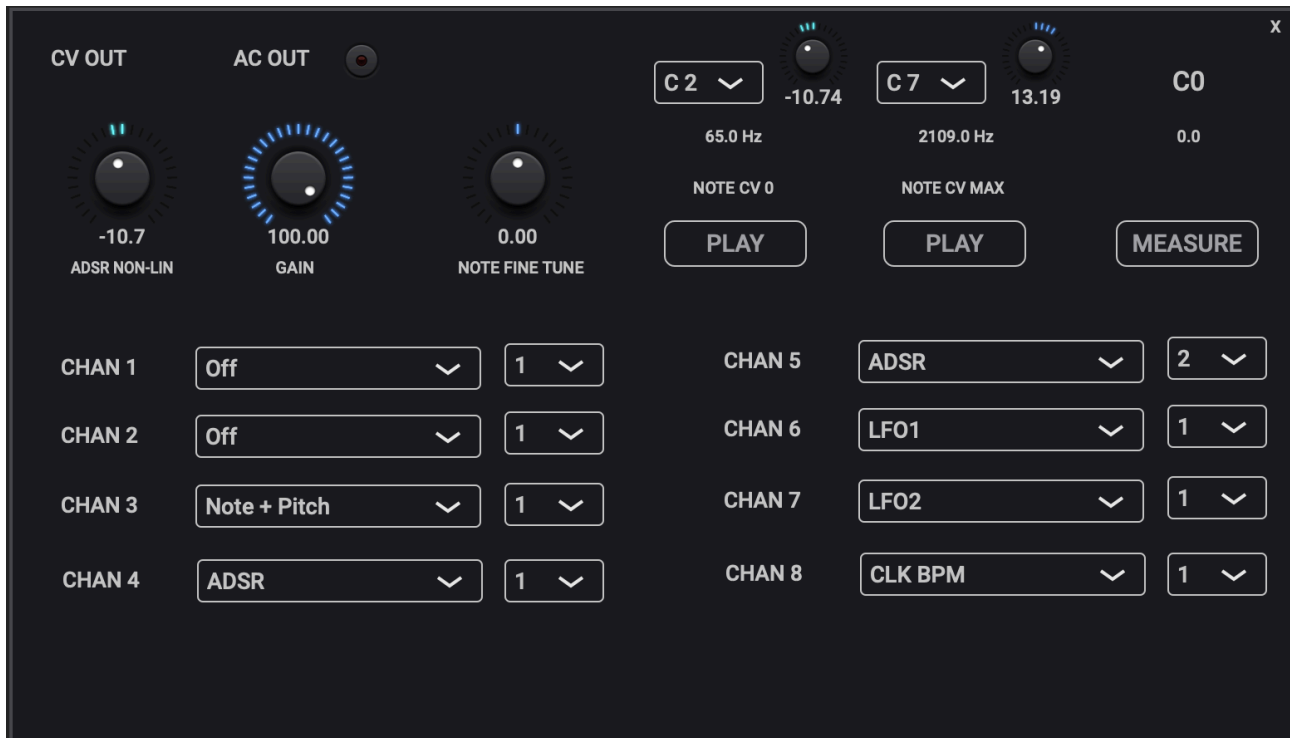 CV OUT
AC OUT
X
C 2
-10.74
C 7
13.19
C0
65.0 Hz
2109.0 Hz
0.0
NOTE CV 0
NOTE CV MAX
-10.7
100.00
0.00
PLAY
PLAY
MEASURE
ADSR NON-LIN
GAIN
NOTE FINE TUNE
CHAN 1
Off
1
CHAN 5
ADSR
2
CHAN 2
Off
1
CHAN 6
LFO1
1
CHAN 3
Note + Pitch
1
CHAN 7
LFO2
1
CHAN 4
ADSR
1
CHAN 8
CLK BPM
1